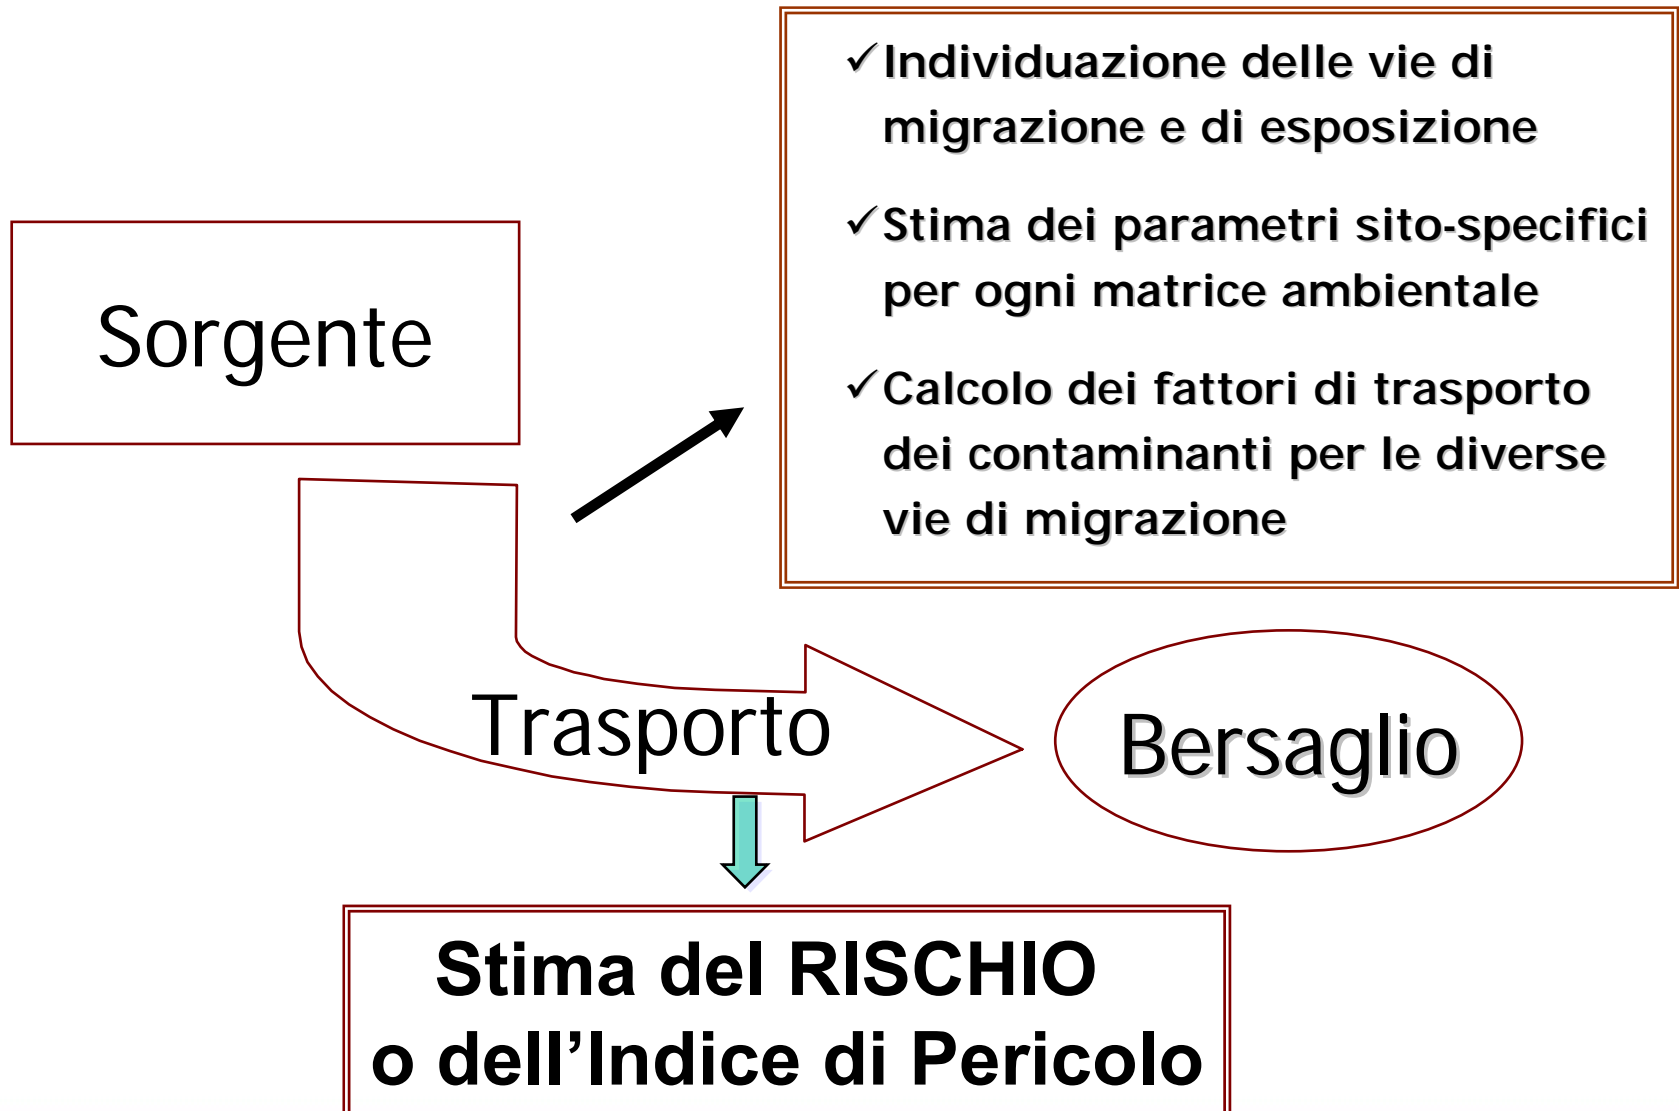 ✓Individuazione delle vie di
migrazione e di esposizione
✓Stima dei parametri sito-specifici
per ogni matrice ambientale
✓Calcolo dei fattori di trasporto
dei contaminanti per le diverse
vie di migrazione
Sorgente
Trasporto
Bersaglio
Stima del RISCHIO
o dell’Indice di Pericolo